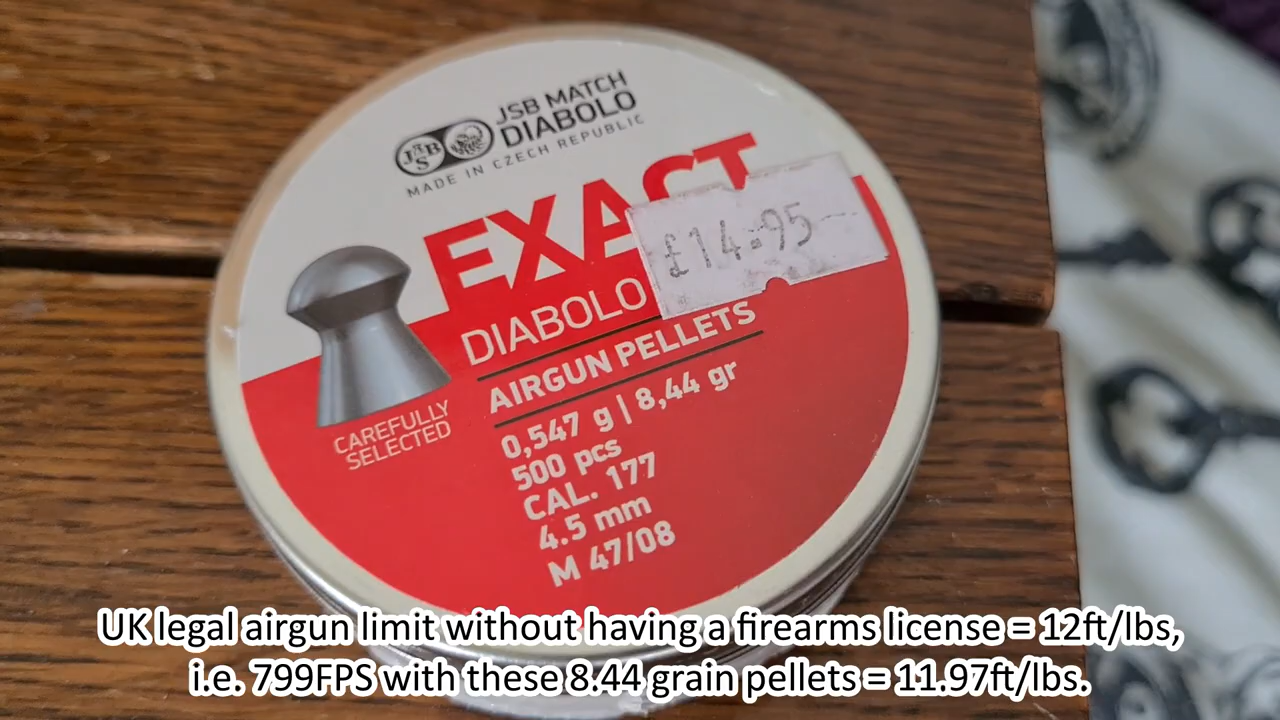 JSB
JSB MATCH
DIABOLO
MADE IN CZECH REPUBLIC
EXACT
£14.95
DIABOLO
AIRGUN PELLETS
CAREFULLY
SELECTED
0,547 g | 8,44 gr
500 pcs
CAL. 177
4.5 mm
M 47/08
UK legal airgun limit without having a firearms license = 12ft/lbs,
i.e. 799FPS with these 8.44 grain pellets = 11.97ft/lbs.